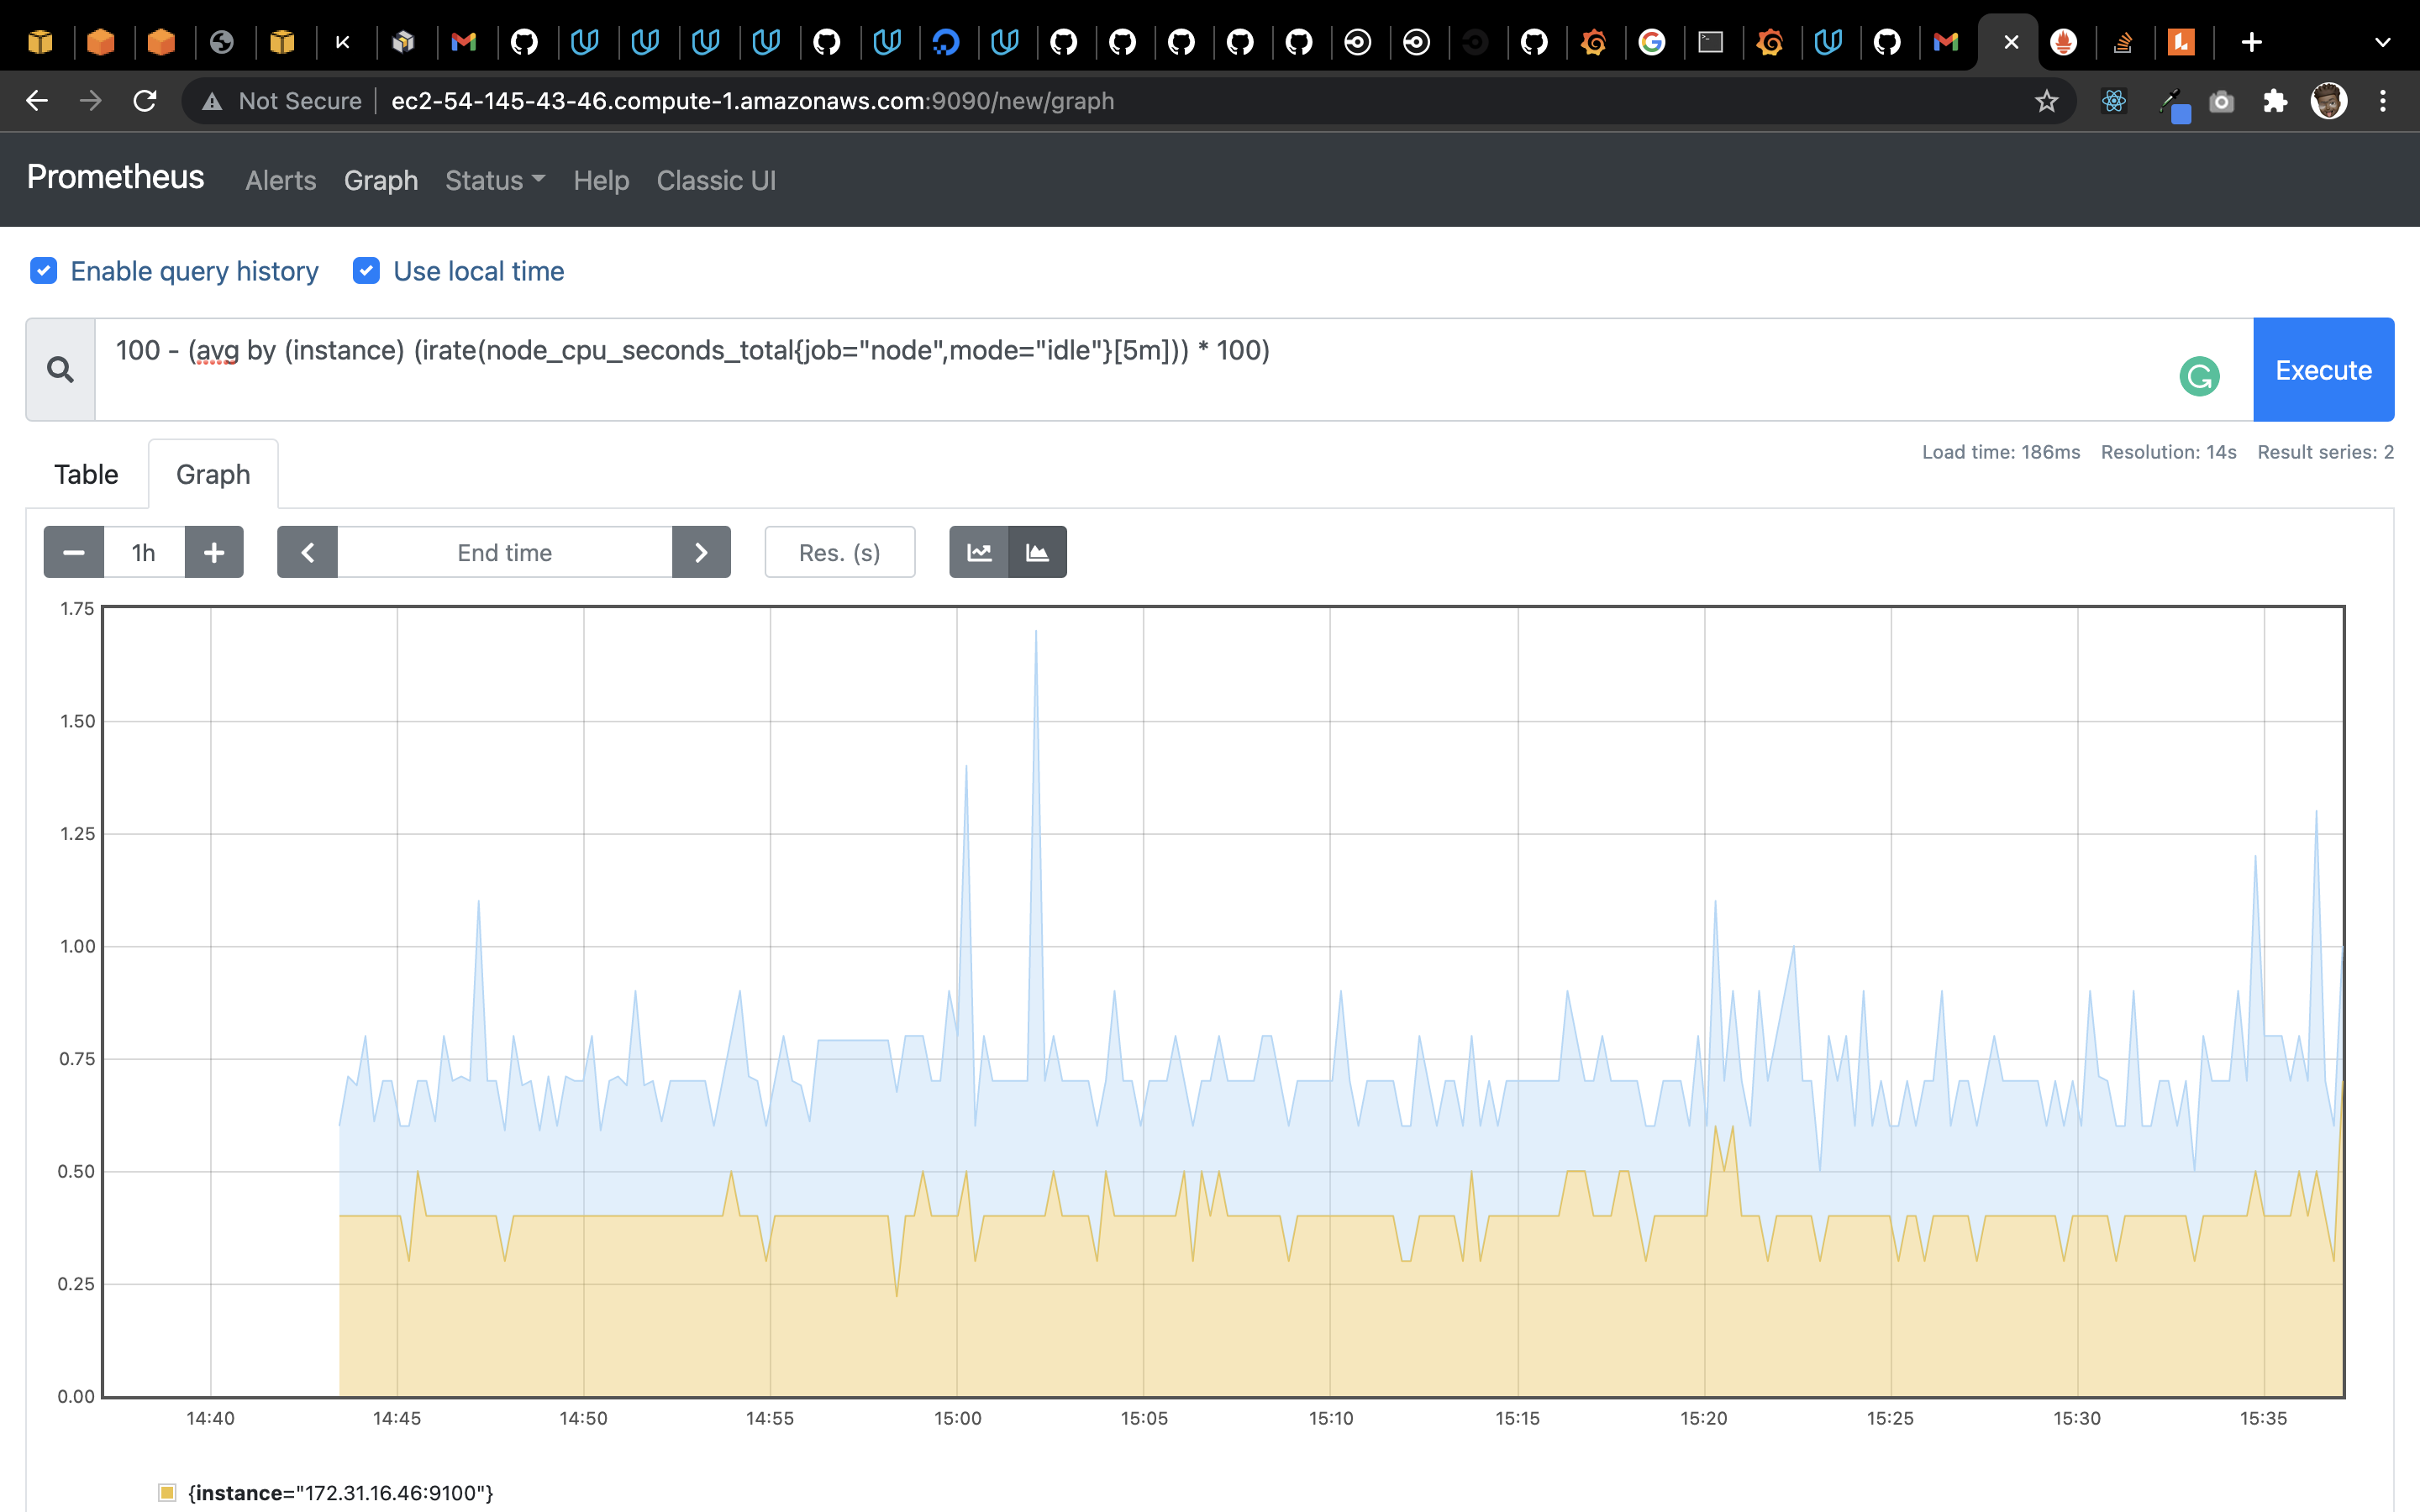 Not Secure ec2-54-145-43-46.compute-1.amazonaws.com:9090/new/graph
Prometheus Alerts Graph Status Help Classic UI
Enable query history Use local time
100 - (avg by (instance) (irate(node_cpu_seconds_total{job="node",mode="idle"}[5m])) * 100)
Execute
Load time: 186ms Resolution: 14s Result series: 2
Table Graph
1h End time Res. (s)
1.75
1.50
1.25
1.00
0.75
0.50
0.25
0.00
14:40 14:45 14:50 14:55 15:00 15:05 15:10 15:15 15:20 15:25 15:30 15:35
{instance="172.31.16.46:9100"}